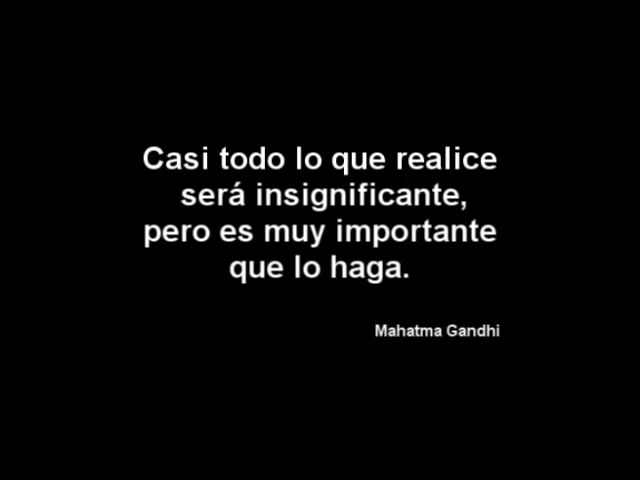 Casi todo lo que realice
será insignificante,
pero es muy importante
que lo haga.
Mahatma Gandhi